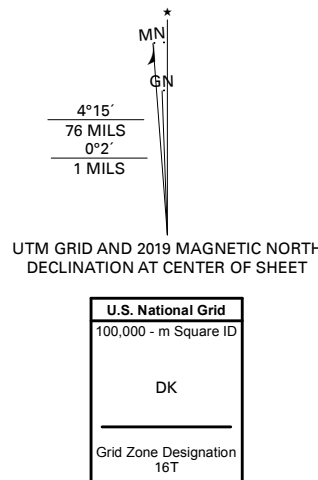 ★
MN
GN
4°15´
76 MILS
0°2´
1 MILS
UTM GRID AND 2019 MAGNETIC NORTH
DECLINATION AT CENTER OF SHEET
U.S. National Grid
100,000 - m Square ID
DK
Grid Zone Designation
16T